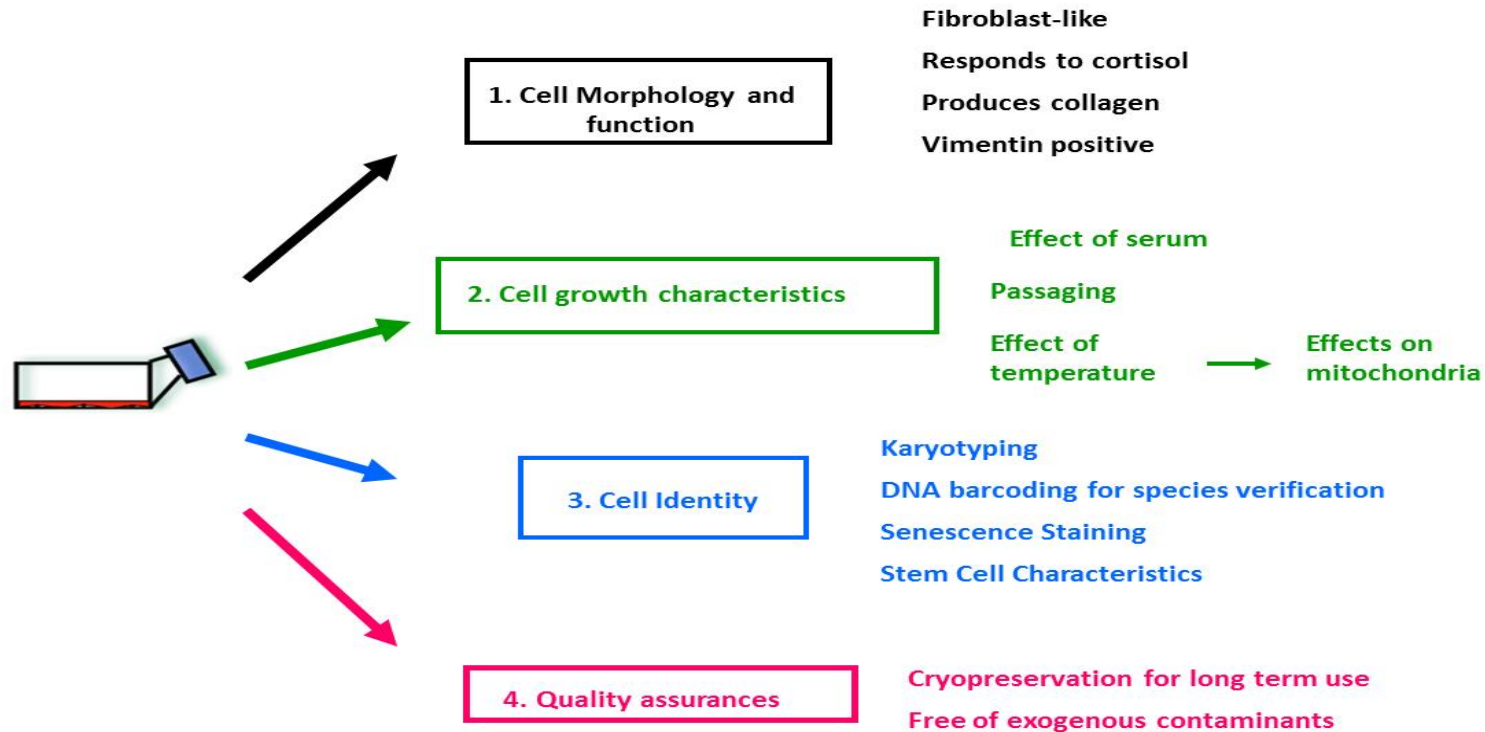 1. Cell Morphology and
function
Fibroblast-like
Responds to cortisol
Produces collagen
Vimentin positive
2. Cell growth characteristics
Effect of serum
Passaging
Effect of
temperature
Effects on
mitochondria
3. Cell Identity
Karyotyping
DNA barcoding for species verification
Senescence Staining
Stem Cell Characteristics
4. Quality assurances
Cryopreservation for long term use
Free of exogenous contaminants